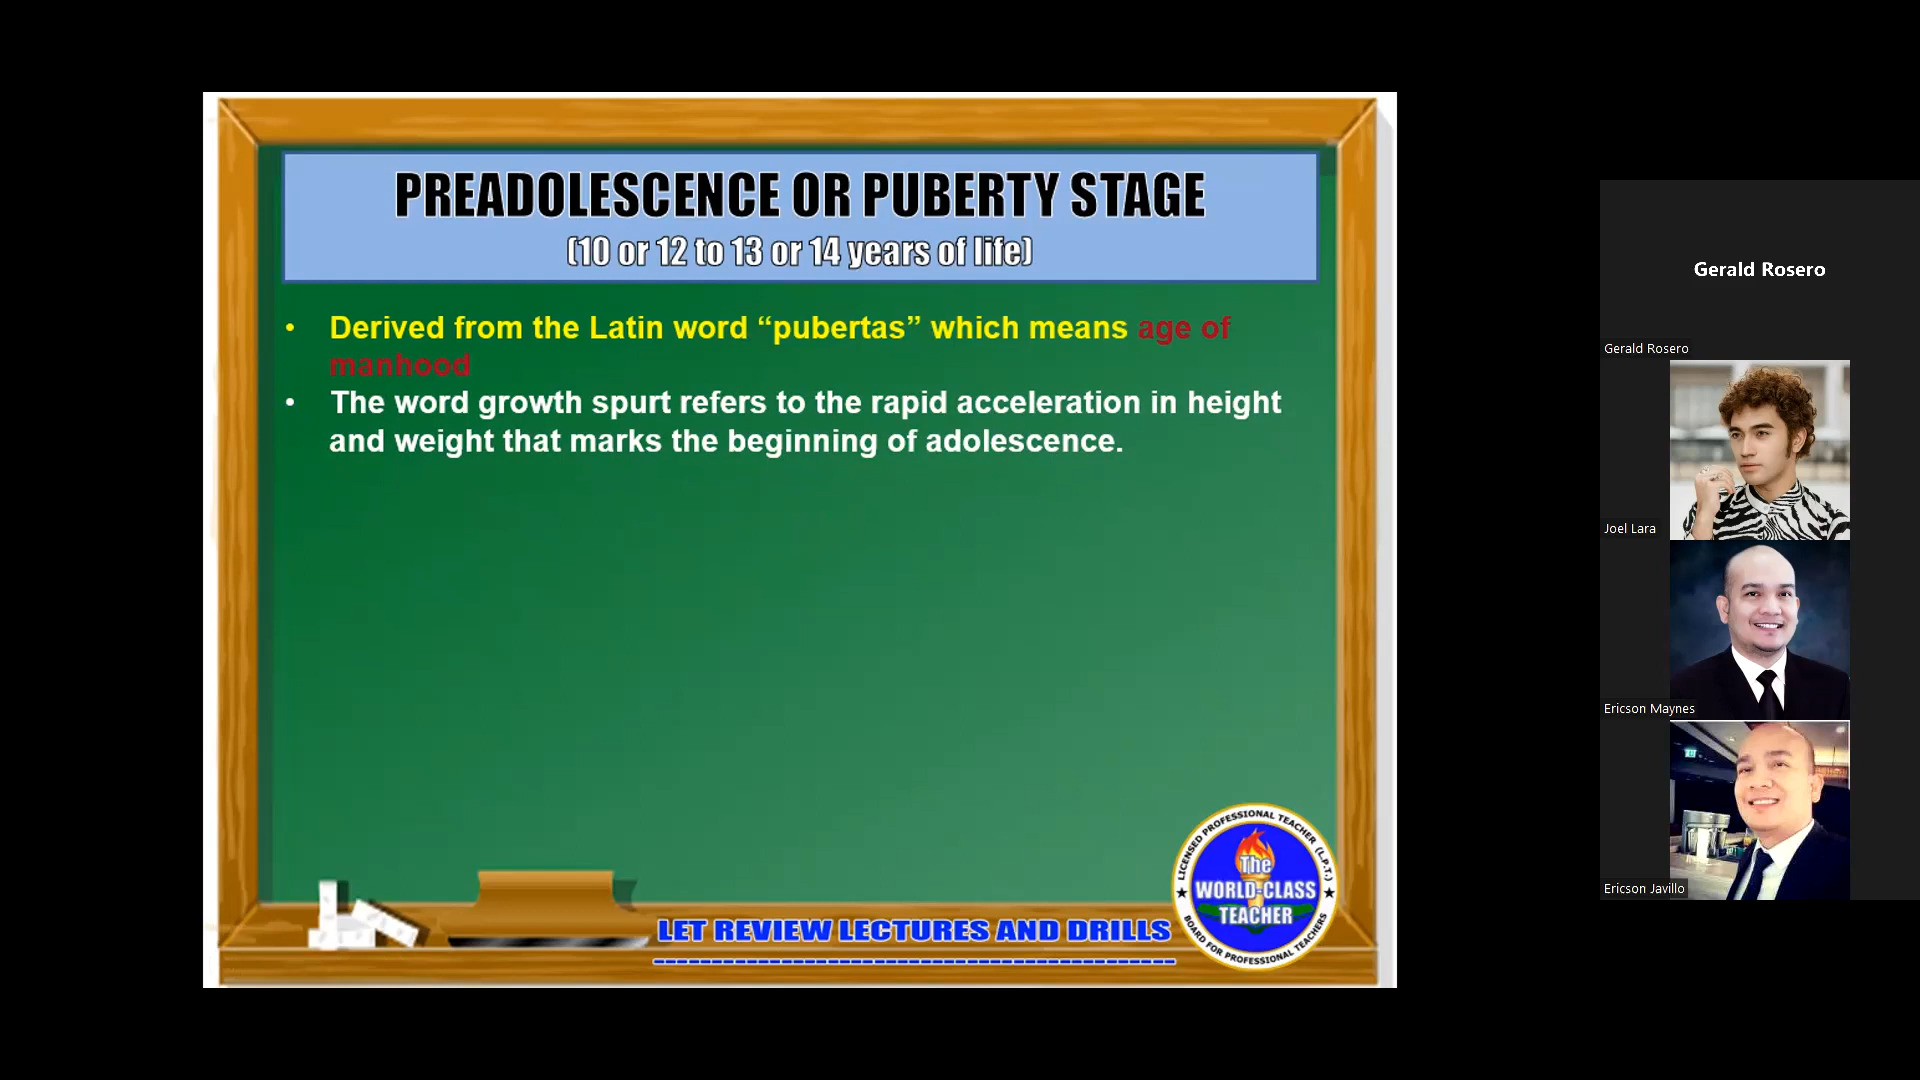 PREADOLESCENCE OR PUBERTY STAGE
(10 or 12 to 13 or 14 years of life)
• Derived from the Latin word “pubertas” which means age of
manhood
• The word growth spurt refers to the rapid acceleration in height
and weight that marks the beginning of adolescence.
LET REVIEW LECTURES AND DRILLS
LICENSED PROFESSIONAL TEACHER (L.P.T.)
The
WORLD-CLASS
TEACHER
BOARD FOR PROFESSIONAL TEACHERS
Gerald Rosero
Gerald Rosero
Joel Lara
Ericson Maynes
Ericson Javillo